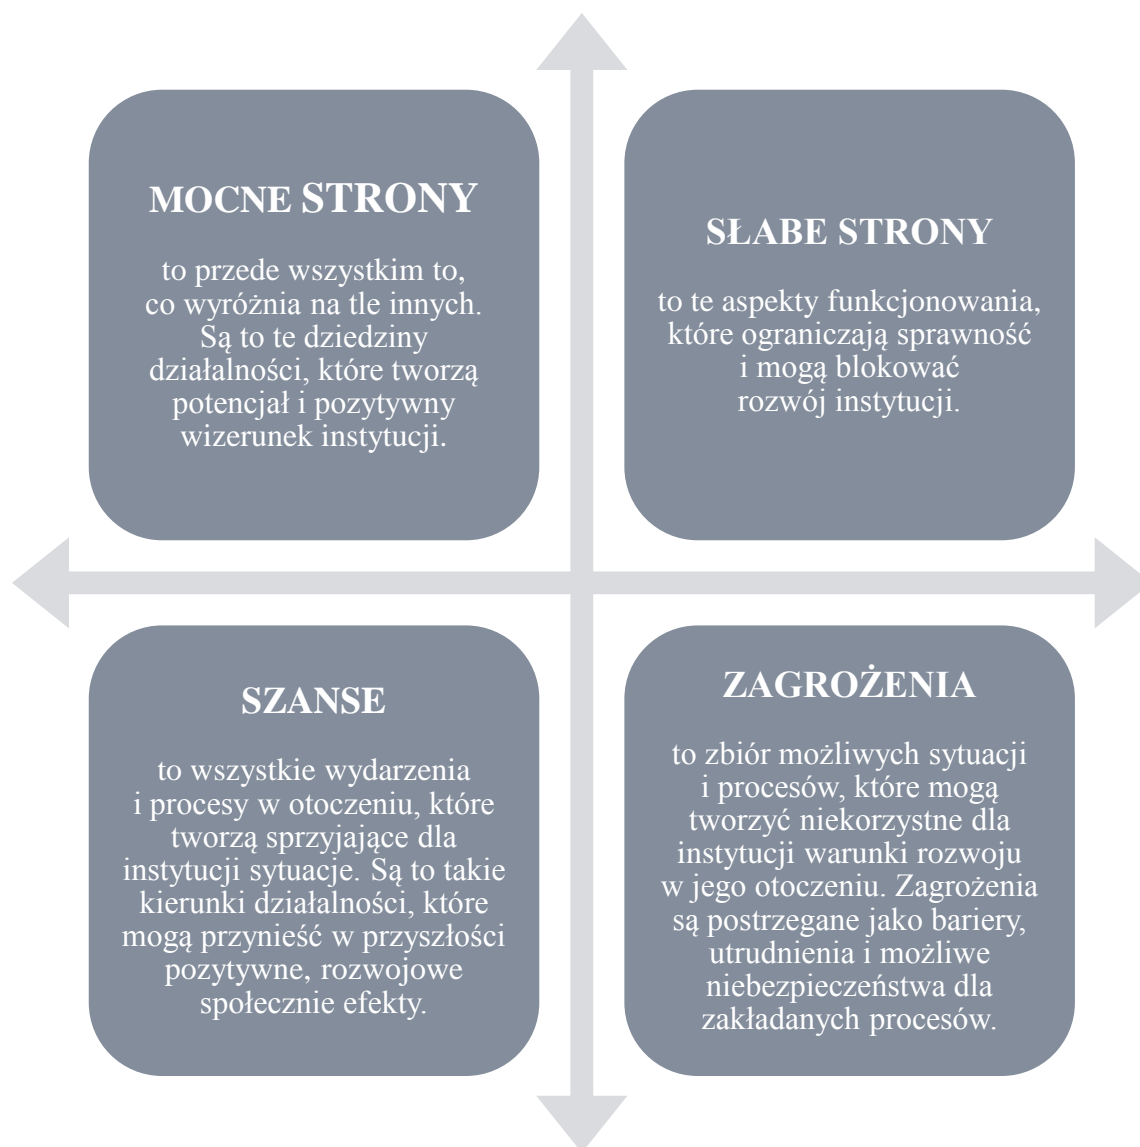 MOCNE STRONY
to przede wszystkim to,
co wyróżnia na tle innych.
Są to te dziedziny
działalności, które tworzą
potencjał i pozytywny
wizerunek instytucji.
SŁABE STRONY
to te aspekty funkcjonowania,
które ograniczają sprawność
i mogą blokować
rozwój instytucji.
SZANSE
to wszystkie wydarzenia
i procesy w otoczeniu, które
tworzą sprzyjające dla
instytucji sytuacje. Są to takie
kierunki działalności, które
mogą przynieść w przyszłości
pozytywne, rozwojowe
społecznie efekty.
ZAGROŻENIA
to zbiór możliwych sytuacji
i procesów, które mogą
tworzyć niekorzystne dla
instytucji warunki rozwoju
w jego otoczeniu. Zagrożenia
są postrzegane jako bariery,
utrudnienia i możliwe
niebezpieczeństwa dla
zakładanych procesów.